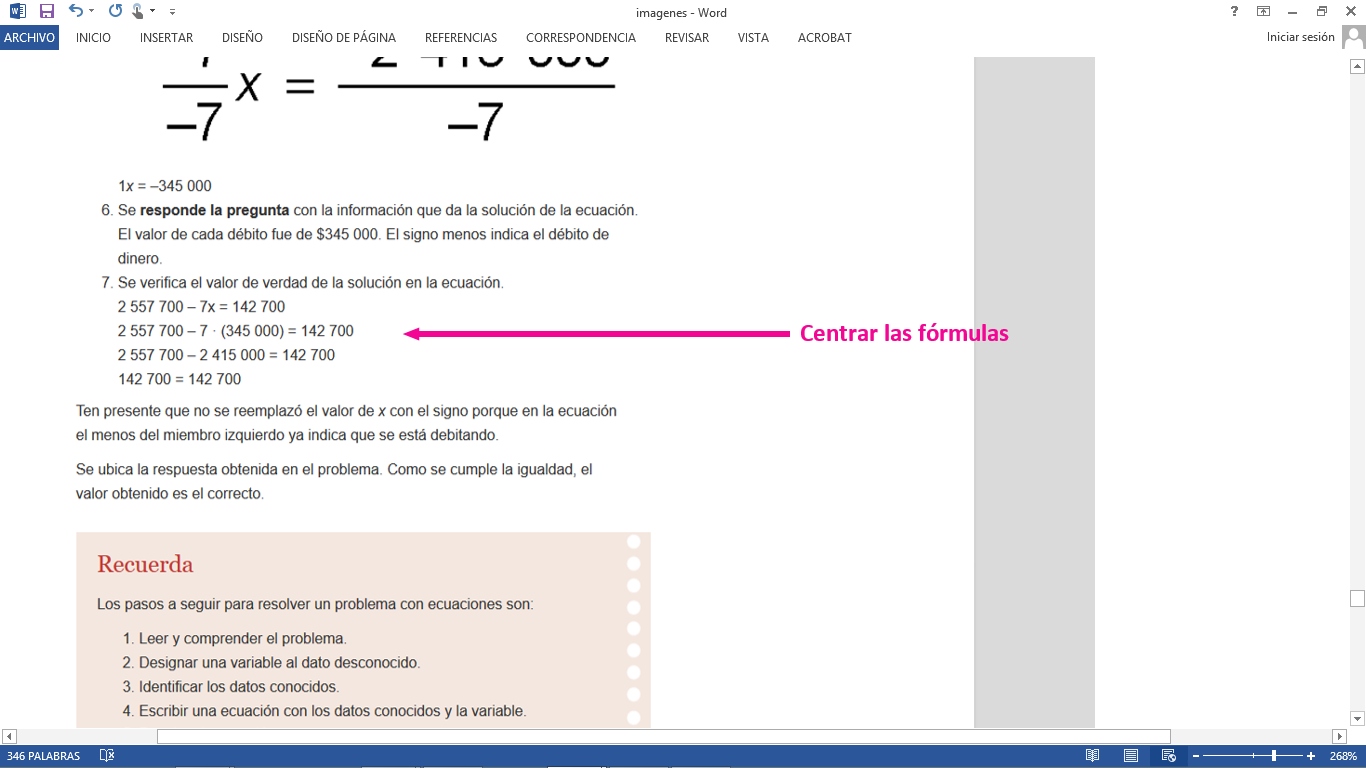 imagenes - Word
ARCHIVO INICIO INSERTAR DISEÑO DISEÑO DE PÁGINA REFERENCIAS CORRESPONDENCIA REVISAR VISTA ACROBAT Iniciar sesión
x =
–7 –7
1x = –345 000
6. Se responde la pregunta con la información que da la solución de la ecuación.
El valor de cada débito fue de $345 000. El signo menos indica el débito de
dinero.
7. Se verifica el valor de verdad de la solución en la ecuación.
2 557 700 – 7x = 142 700
2 557 700 – 7 · (345 000) = 142 700
Centrar las fórmulas
2 557 700 – 2 415 000 = 142 700
142 700 = 142 700
Ten presente que no se reemplazó el valor de x con el signo porque en la ecuación
el menos del miembro izquierdo ya indica que se está debitando.
Se ubica la respuesta obtenida en el problema. Como se cumple la igualdad, el
valor obtenido es el correcto.
Recuerda
Los pasos a seguir para resolver un problema con ecuaciones son:
1. Leer y comprender el problema.
2. Designar una variable al dato desconocido.
3. Identificar los datos conocidos.
4. Escribir una ecuación con los datos conocidos y la variable.
346 PALABRAS 268%